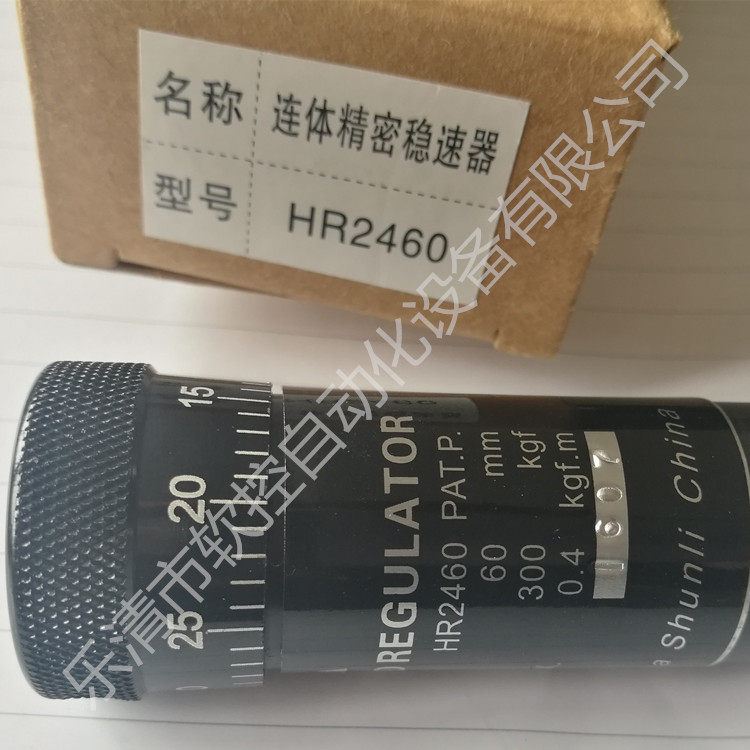 名称 连体精密稳速器
型号 HR2460
15
20
25
DREGULATOR
HR2460 PAT.P.
60 mm
300 kgf
0.4 kgf.m
607
a Shunli China
乐清市软控自动化设备有限公司